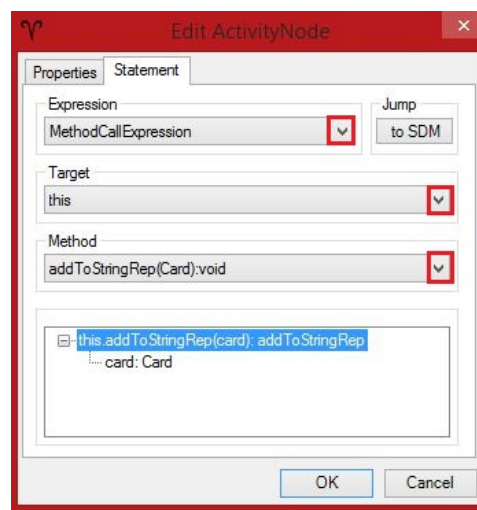 Edit ActivityNode
Properties Statement
Expression
Jump
MethodCallExpression
to SDM
Target
this
Method
addToStringRep(Card):void
this.addToStringRep(card): addToStringRep
card: Card
OK Cancel